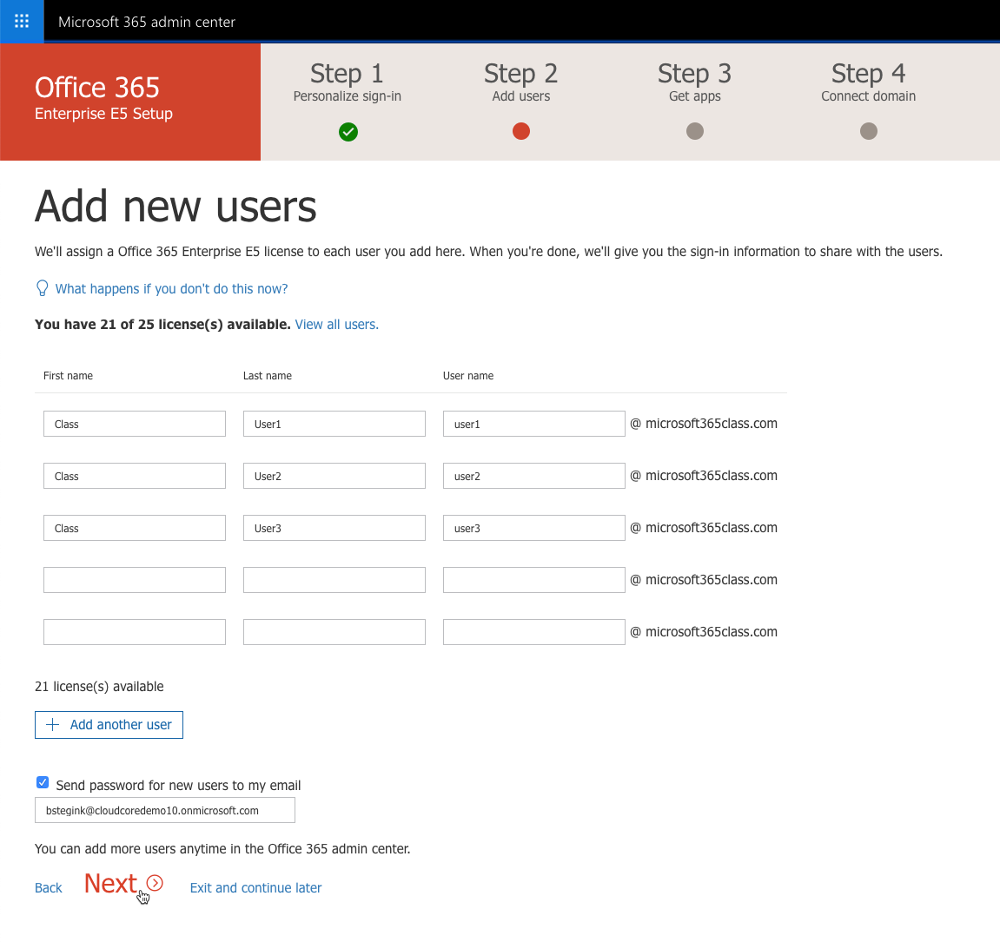 Microsoft 365 admin center
Office 365
Enterprise E5 Setup
Step 1
Personalize sign-in
Step 2
Add users
Step 3
Get apps
Step 4
Connect domain
Add new users
We'll assign a Office 365 Enterprise E5 license to each user you add here. When you're done, we'll give you the sign-in information to share with the users.
What happens if you don't do this now?
You have 21 of 25 license(s) available. View all users.
First name Last name User name
Class User1 user1 @ microsoft365class.com
Class User2 user2 @ microsoft365class.com
Class User3 user3 @ microsoft365class.com
@ microsoft365class.com
@ microsoft365class.com
21 license(s) available
Add another user
Send password for new users to my email
bstegink@cloudcoredemo10.onmicrosoft.com
You can add more users anytime in the Office 365 admin center.
Back Next Exit and continue later